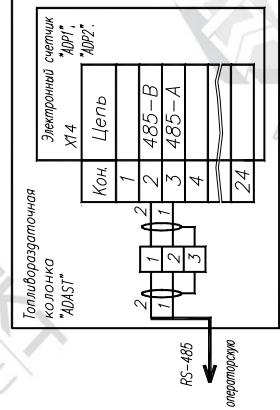 Топливораздаточная
колонка
"ADAST"
Электронный счетчик
"ADP1",
"ADP2".
X14
Кон. Цепь
1
2 485-B
3 485-A
4
24
2
1
1 2 3
2
1
RS-485
операторскую